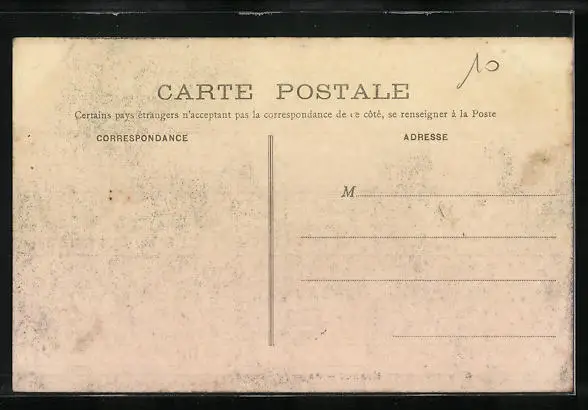 10
CARTE POSTALE
Certains pays étrangers n'acceptant pas la correspondance de ce côté, se renseigner à la Poste
CORRESPONDANCE
ADRESSE
M